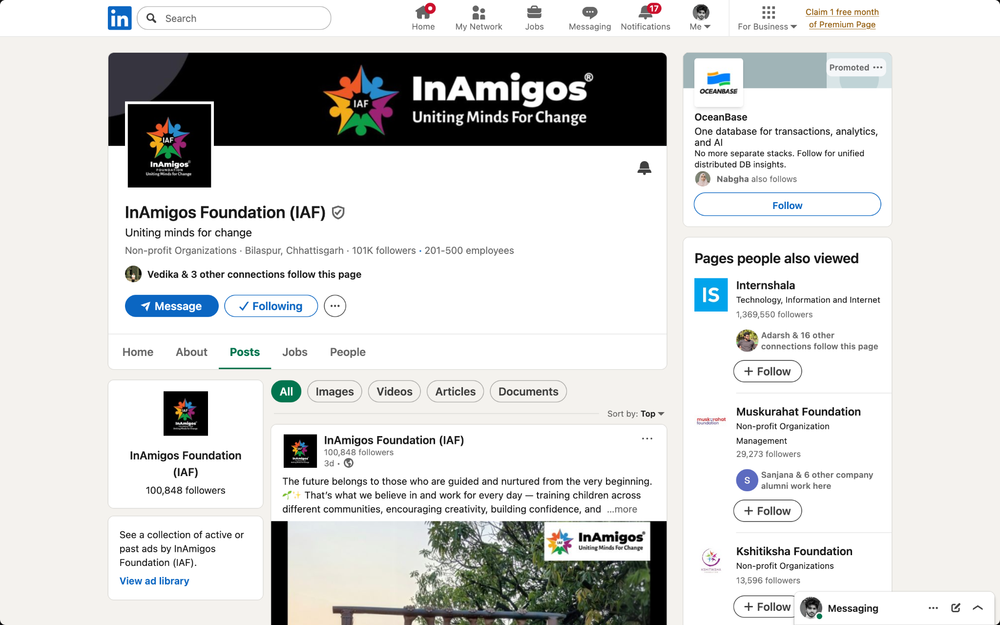 in
Search
Home
My Network
Jobs
Messaging
17
Notifications
Me
For Business
Claim 1 free month
of Premium Page
IAF
InAmigos®
Uniting Minds For Change
IAF
InAmigos®
FOUNDATION
Uniting Minds for Change
InAmigos Foundation (IAF)
Uniting minds for change
Non-profit Organizations · Bilaspur, Chhattisgarh · 101K followers · 201-500 employees
Vedika & 3 other connections follow this page
Message
Following
Home
About
Posts
Jobs
People
IAF
InAmigos
Uniting Minds for Change
InAmigos Foundation
(IAF)
100,848 followers
See a collection of active or
past ads by InAmigos
Foundation (IAF).
View ad library
All
Images
Videos
Articles
Documents
Sort by: Top
IAF
InAmigos
InAmigos Foundation (IAF)
100,848 followers
3d •
The future belongs to those who are guided and nurtured from the very beginning.
🌱✨ That’s what we believe in and work for every day — training children across
different communities, encouraging creativity, building confidence, and ...more
IAF
InAmigos®
Uniting Minds For Change
Promoted
OCEANBASE
OceanBase
One database for transactions, analytics,
and AI
No more separate stacks. Follow for unified
distributed DB insights.
Nabgha also follows
Follow
Pages people also viewed
IS
Internshala
Technology, Information and Internet
1,369,550 followers
Adarsh & 16 other
connections follow this page
+ Follow
muskurahat
foundation
Muskurahat Foundation
Non-profit Organization
Management
29,273 followers
S
Sanjana & 6 other company
alumni work here
+ Follow
KSHITIKSHA
Kshitiksha Foundation
Non-profit Organizations
13,596 followers
+ Follow
Messaging